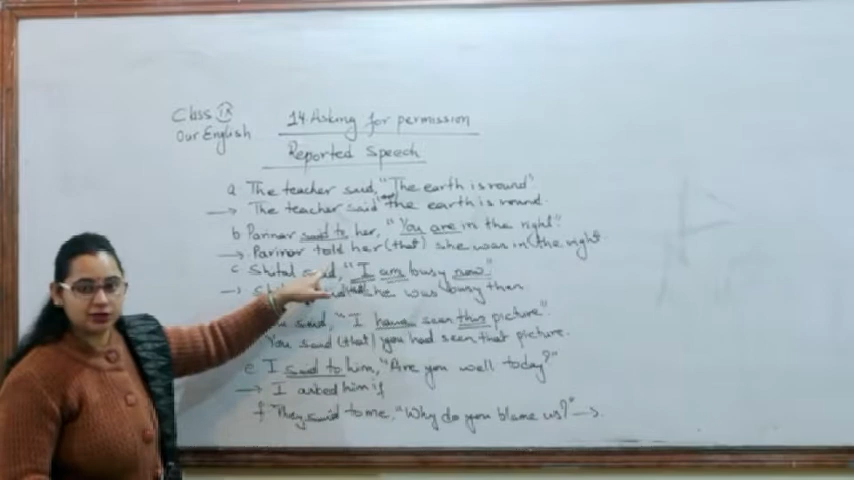 Class IX
Our English
14. Asking for permission
Reported Speech
a The teacher said, "The earth is round"
→ The teacher said (that) the earth is round.
b Parinor said to her, "You are in the right".
→ Parinor told her (that) she was in the right.
c Shetal said, "I am busy now."
→ she was busy then.
said, "I have seen this picture".
You said (that) you had seen that picture.
e I said to him, "Are you well today?"
→ I asked him if
f They said to me, "Why do you blame us?" → S.